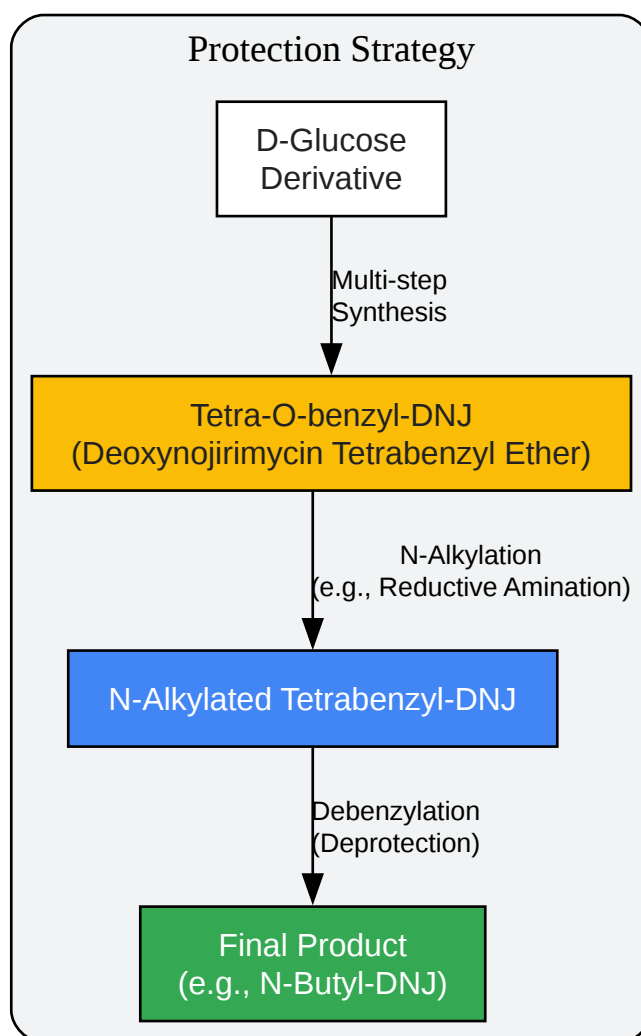 Protection Strategy
D-Glucose
Derivative
Multi-step
Synthesis
Tetra-O-benzyl-DNJ
(Deoxynojirimycin Tetrabenzyl Ether)
N-Alkylation
(e.g., Reductive Amination)
N-Alkylated Tetrabenzyl-DNJ
Debenzylation
(Deprotection)
Final Product
(e.g., N-Butyl-DNJ)